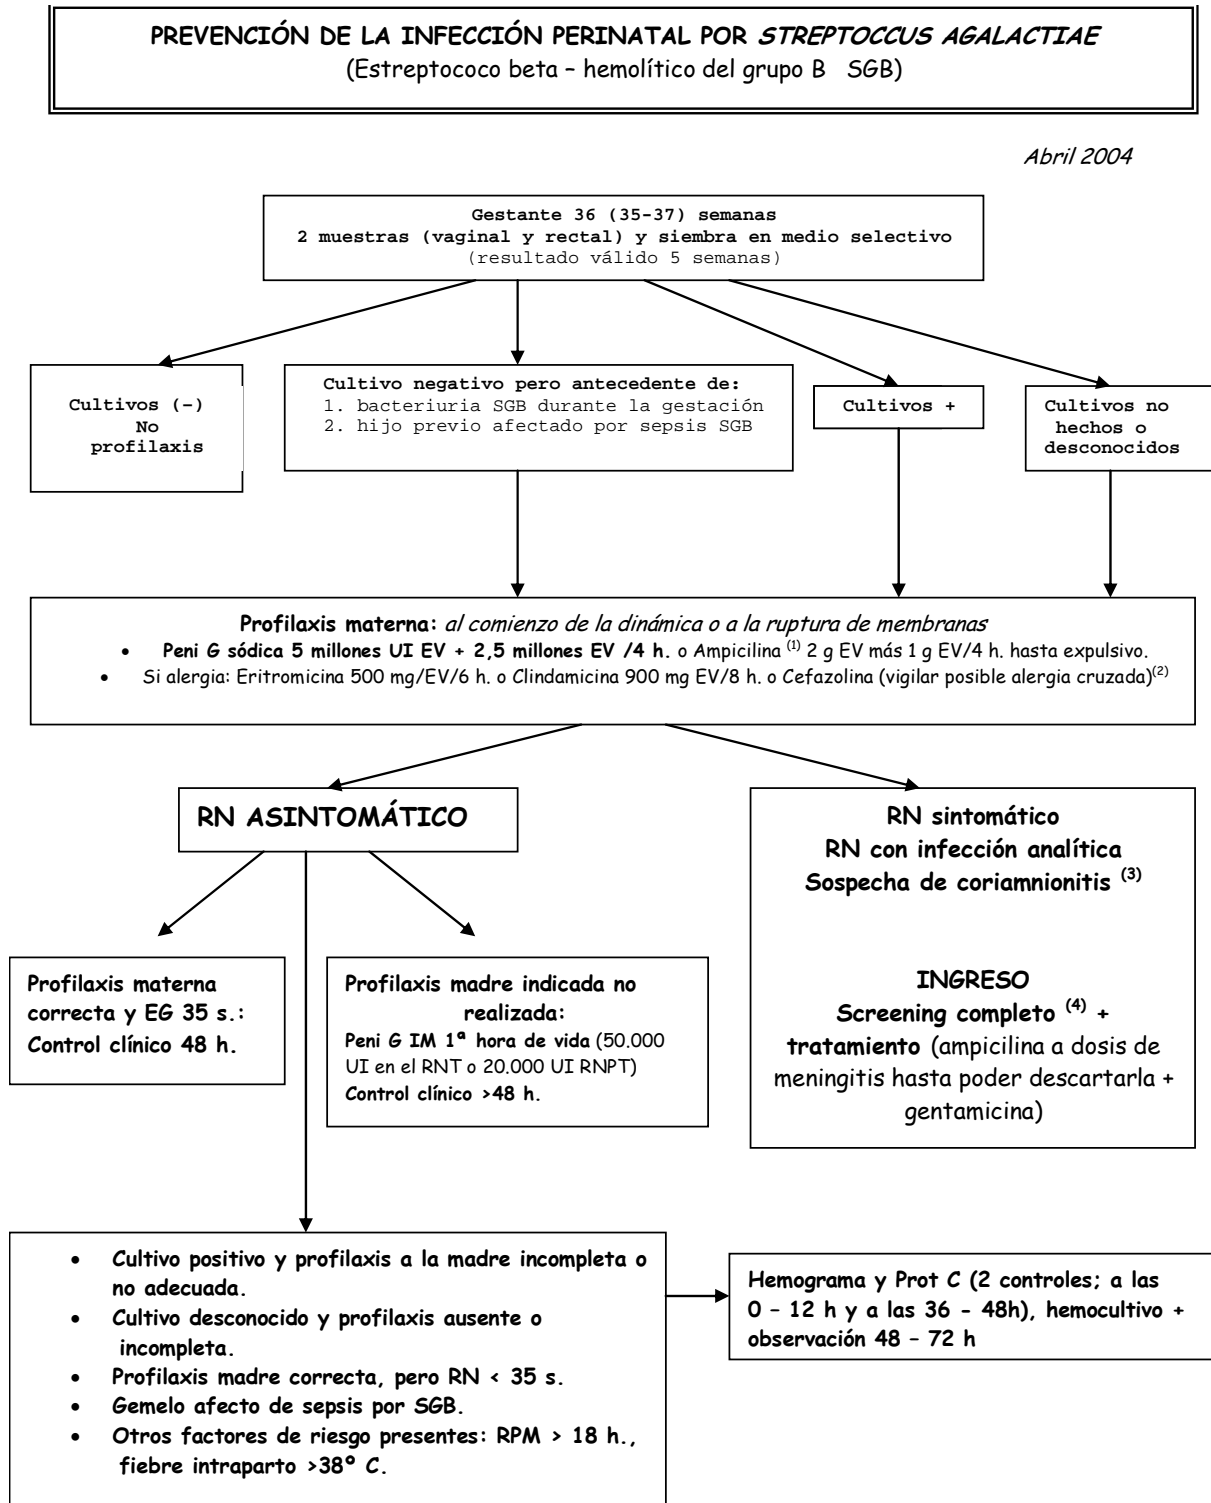 PREVENCIÓN DE LA INFECCIÓN PERINATAL POR STREPTOCCUS AGALACTIAE
(Estreptococo beta – hemolítico del grupo B   SGB)
Abril 2004
Gestante 36 (35-37) semanas
2 muestras (vaginal y rectal) y siembra en medio selectivo
(resultado válido 5 semanas)
Cultivos (-)
No
profilaxis
Cultivo negativo pero antecedente de:
1. bacteriuria SGB durante la gestación
2. hijo previo afectado por sepsis SGB
Cultivos +
Cultivos no
hechos o
desconocidos
Profilaxis materna: al comienzo de la dinámica o a la ruptura de membranas
• Peni G sódica 5 millones UI EV + 2,5 millones EV /4 h. o Ampicilina (1) 2 g EV más 1 g EV/4 h. hasta expulsivo.
• Si alergia: Eritromicina 500 mg/EV/6 h. o Clindamicina 900 mg EV/8 h. o Cefazolina (vigilar posible alergia cruzada)(2)
RN ASINTOMÁTICO
RN sintomático
RN con infección analítica
Sospecha de coriamnionitis (3)
INGRESO
Screening completo (4) +
tratamiento (ampicilina a dosis de
meningitis hasta poder descartarla +
gentamicina)
Profilaxis materna
correcta y EG 35 s.:
Control clínico 48 h.
Profilaxis madre indicada no
realizada:
Peni G IM 1ª hora de vida (50.000
UI en el RNT o 20.000 UI RNPT)
Control clínico >48 h.
• Cultivo positivo y profilaxis a la madre incompleta o
no adecuada.
• Cultivo desconocido y profilaxis ausente o
incompleta.
• Profilaxis madre correcta, pero RN < 35 s.
• Gemelo afecto de sepsis por SGB.
• Otros factores de riesgo presentes: RPM > 18 h.,
fiebre intraparto >38º C.
Hemograma y Prot C (2 controles; a las
0 – 12 h y a las 36 - 48h), hemocultivo +
observación 48 – 72 h